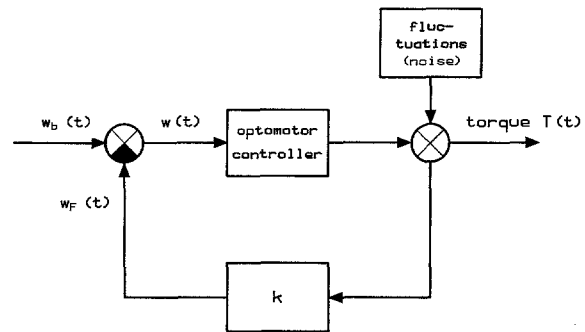 fluc-
tuations
(noise)
w_b (t)
w (t)
optomotor
controller
torque T(t)
w_F (t)
k